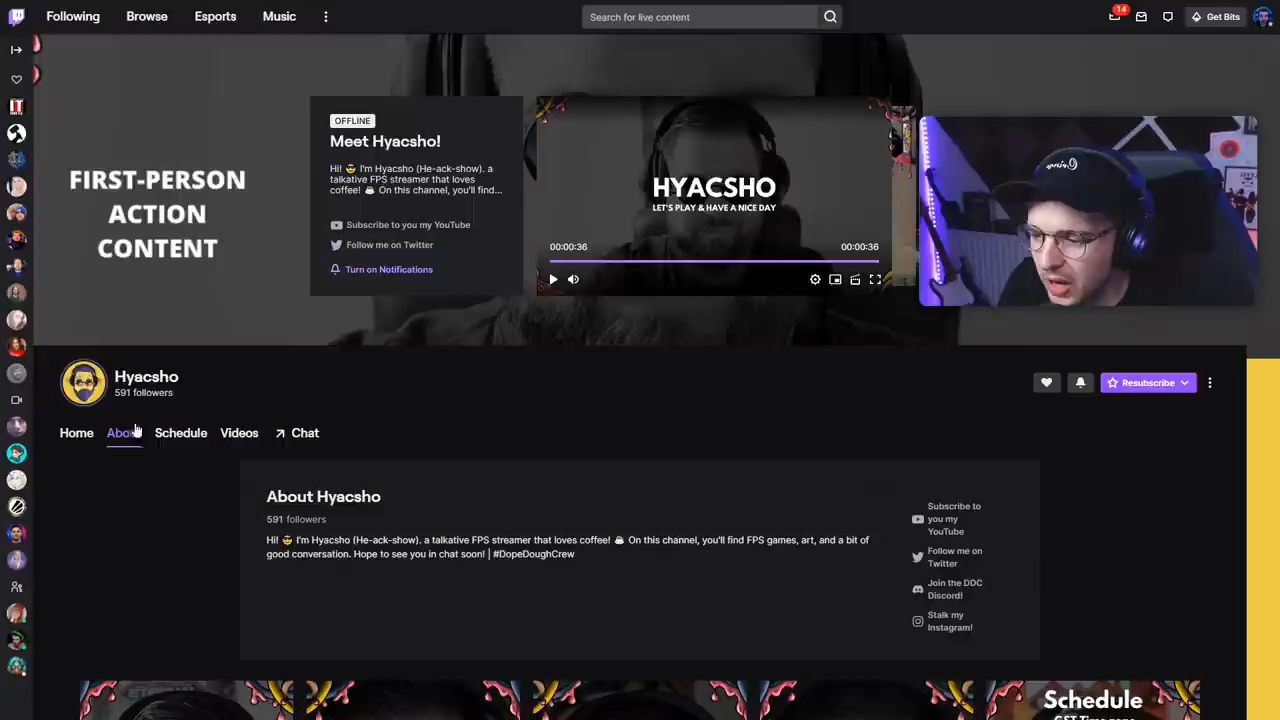 Following
Browse
Esports
Music
Search for live content
14
Get Bits
FIRST-PERSON
ACTION
CONTENT
OFFLINE
Meet Hyacsho!
Hi! 😎 I'm Hyacsho (He-ack-show). a
talkative FPS streamer that loves
coffee! ☕ On this channel, you'll find...
Subscribe to you my YouTube
Follow me on Twitter
Turn on Notifications
HYACSHO
LET'S PLAY & HAVE A NICE DAY
00:00:36
00:00:36
Hyacsho
591 followers
Resubscribe
Home
Schedule
Videos
Chat
About Hyacsho
591 followers
Hi! 😎 I'm Hyacsho (He-ack-show). a talkative FPS streamer that loves coffee! ☕ On this channel, you'll find FPS games, art, and a bit of
good conversation. Hope to see you in chat soon! | #DopeDoughCrew
Subscribe to
you my
YouTube
Follow me on
Twitter
Join the DDC
Discord!
Stalk my
Instagram!
Schedule